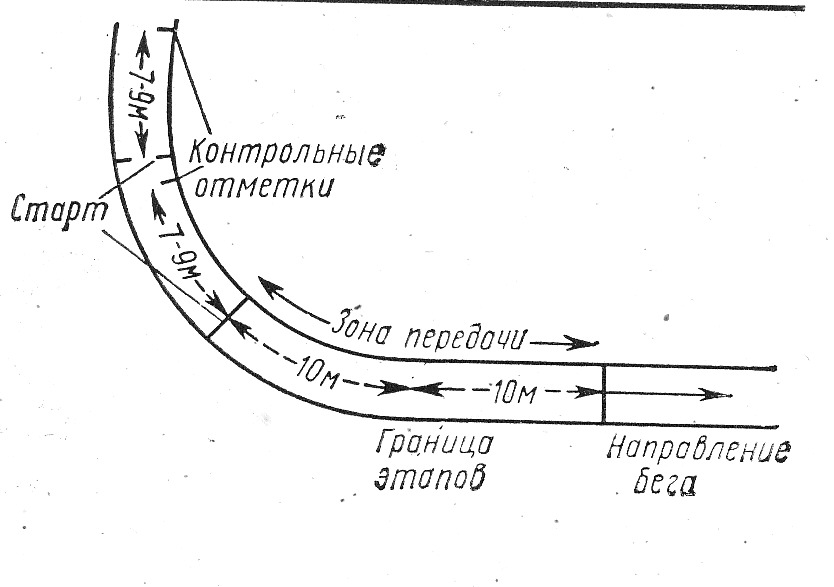 7-9м
Контрольные
отметки
Старт
7-9м
Зона передачи
10м
10м
Граница
этапов
Направление
бега